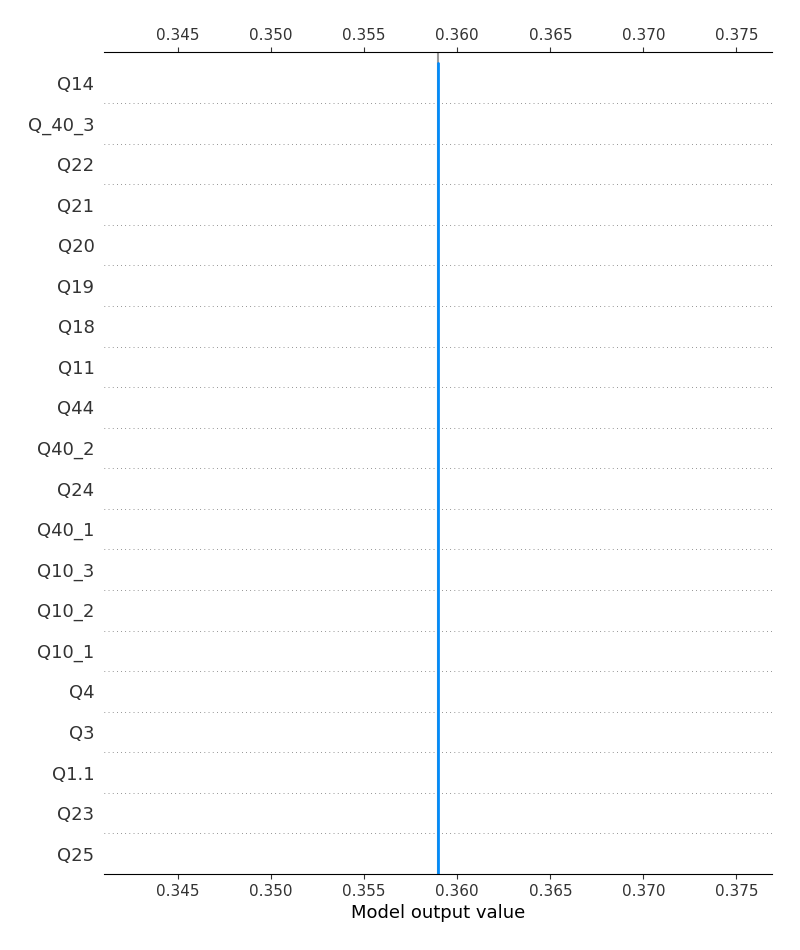 0.345 0.350 0.355 0.360 0.365 0.370 0.375
Q14
Q_40_3
Q22
Q21
Q20
Q19
Q18
Q11
Q44
Q40_2
Q24
Q40_1
Q10_3
Q10_2
Q10_1
Q4
Q3
Q1.1
Q23
Q25
0.345 0.350 0.355 0.360 0.365 0.370 0.375
Model output value